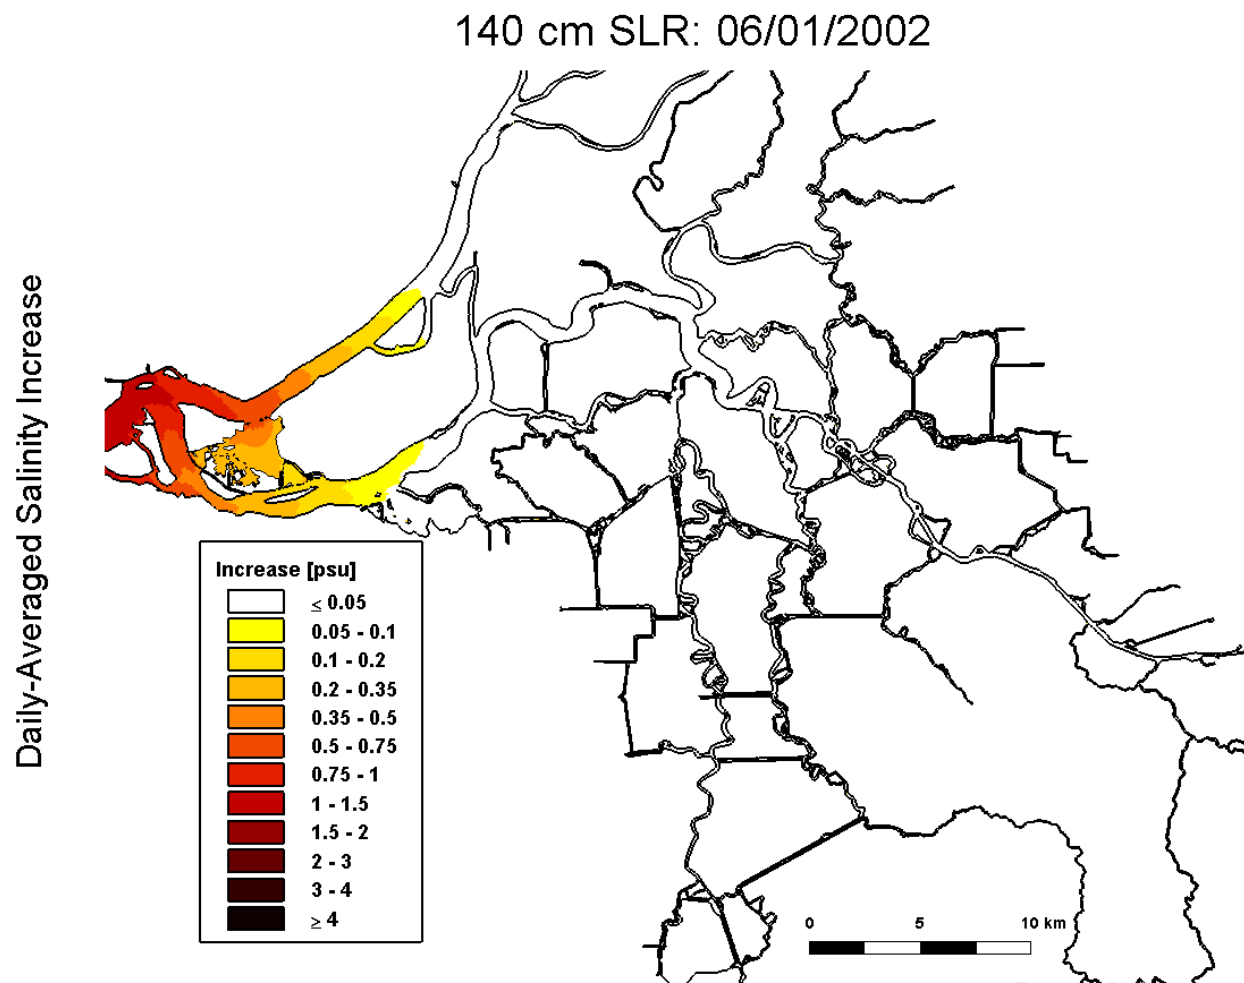 140 cm SLR: 06/01/2002
Daily-Averaged Salinity Increase
Increase [psu]
≤ 0.05
0.05 - 0.1
0.1 - 0.2
0.2 - 0.35
0.35 - 0.5
0.5 - 0.75
0.75 - 1
1 - 1.5
1.5 - 2
2 - 3
3 - 4
≥ 4
0 5 10 km